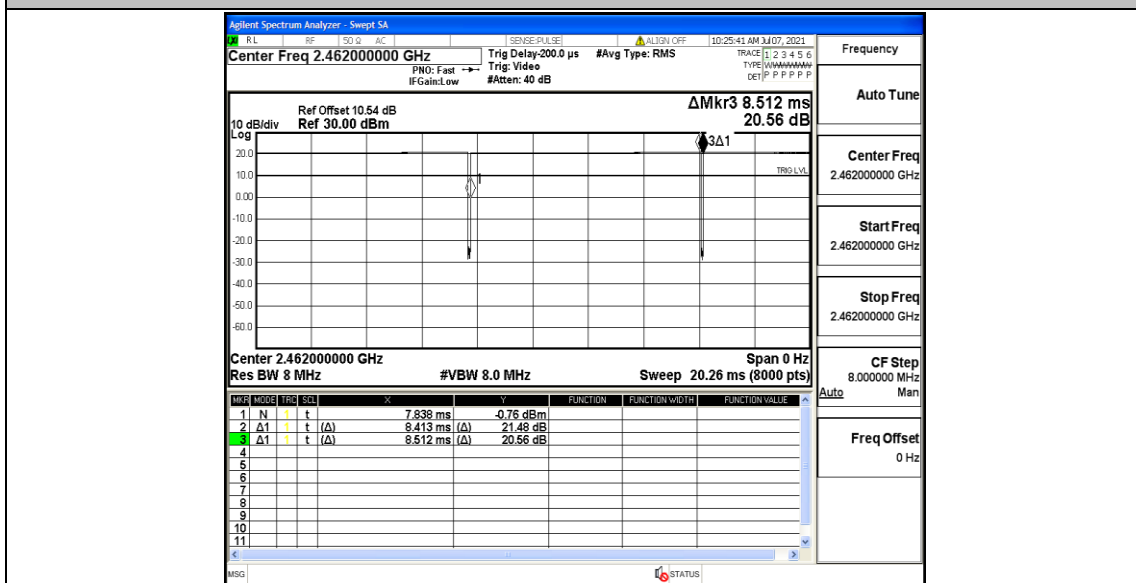 Agilent Spectrum Analyzer - Swept SA
RL RF 50 Ω AC SENSE:PULSE ALIGN OFF 10:25:41 AM Jul 07, 2021
Center Freq 2.462000000 GHz
PNO: Fast
IFGain:Low
Trig Delay-200.0 µs
Trig: Video
#Atten: 40 dB
#Avg Type: RMS
TRACE 1 2 3 4 5 6
TYPE WWWWWW
DET P P P P P P
Frequency
Auto Tune
Center Freq
2.462000000 GHz
Start Freq
2.462000000 GHz
Stop Freq
2.462000000 GHz
CF Step
8.000000 MHz
Auto Man
Freq Offset
0 Hz
ΔMkr3 8.512 ms
20.56 dB
Ref Offset 10.54 dB
10 dB/div Ref 30.00 dBm
Log
20.0
10.0
0.00
-10.0
-20.0
-30.0
-40.0
-50.0
-60.0
3Δ1
TRIG LVL
1
Center 2.462000000 GHz Span 0 Hz
Res BW 8 MHz #VBW 8.0 MHz Sweep 20.26 ms (8000 pts)
MKR MODE TRC SCL X Y FUNCTION FUNCTION WIDTH FUNCTION VALUE
1 N 1 t 7.838 ms -0.76 dBm
2 Δ1 1 t (Δ) 8.413 ms (Δ) 21.48 dB
3 Δ1 1 t (Δ) 8.512 ms (Δ) 20.56 dB
4
5
6
7
8
9
10
11
MSG STATUS